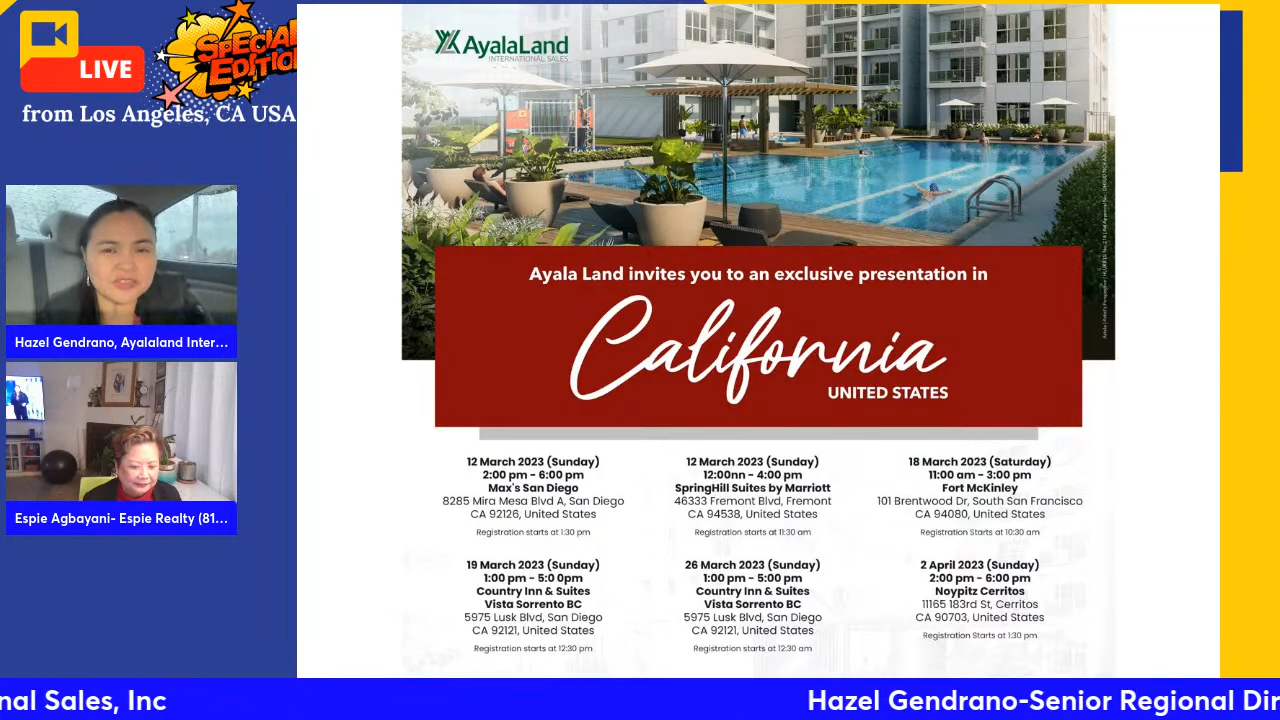 LIVE
SPECIAL
EDITION
from Los Angeles, CA USA
Hazel Gendrano, Ayalaland Inter...
Espie Agbayani- Espie Realty (81...
AyalaLand
INTERNATIONAL SALES
Ayala Land invites you to an exclusive presentation in
California
UNITED STATES
12 March 2023 (Sunday)
2:00 pm - 6:00 pm
Max's San Diego
8285 Mira Mesa Blvd A, San Diego
CA 92126, United States
Registration starts at 1:30 pm
12 March 2023 (Sunday)
12:00nn - 4:00 pm
SpringHill Suites by Marriott
46333 Fremont Blvd, Fremont
CA 94538, United States
Registration starts at 11:30 am
18 March 2023 (Saturday)
11:00 am - 3:00 pm
Fort McKinley
101 Brentwood Dr, South San Francisco
CA 94080, United States
Registration Starts at 10:30 am
19 March 2023 (Sunday)
1:00 pm - 5:0 0pm
Country Inn & Suites
Vista Sorrento BC
5975 Lusk Blvd, San Diego
CA 92121, United States
Registration starts at 12:30 pm
26 March 2023 (Sunday)
1:00 pm - 5:00 pm
Country Inn & Suites
Vista Sorrento BC
5975 Lusk Blvd, San Diego
CA 92121, United States
Registration starts at 12:30 am
2 April 2023 (Sunday)
2:00 pm - 6:00 pm
Noypitz Cerritos
11165 183rd St, Cerritos
CA 90703, United States
Registration Starts at 1:30 pm
nal Sales, Inc
Hazel Gendrano-Senior Regional Dir